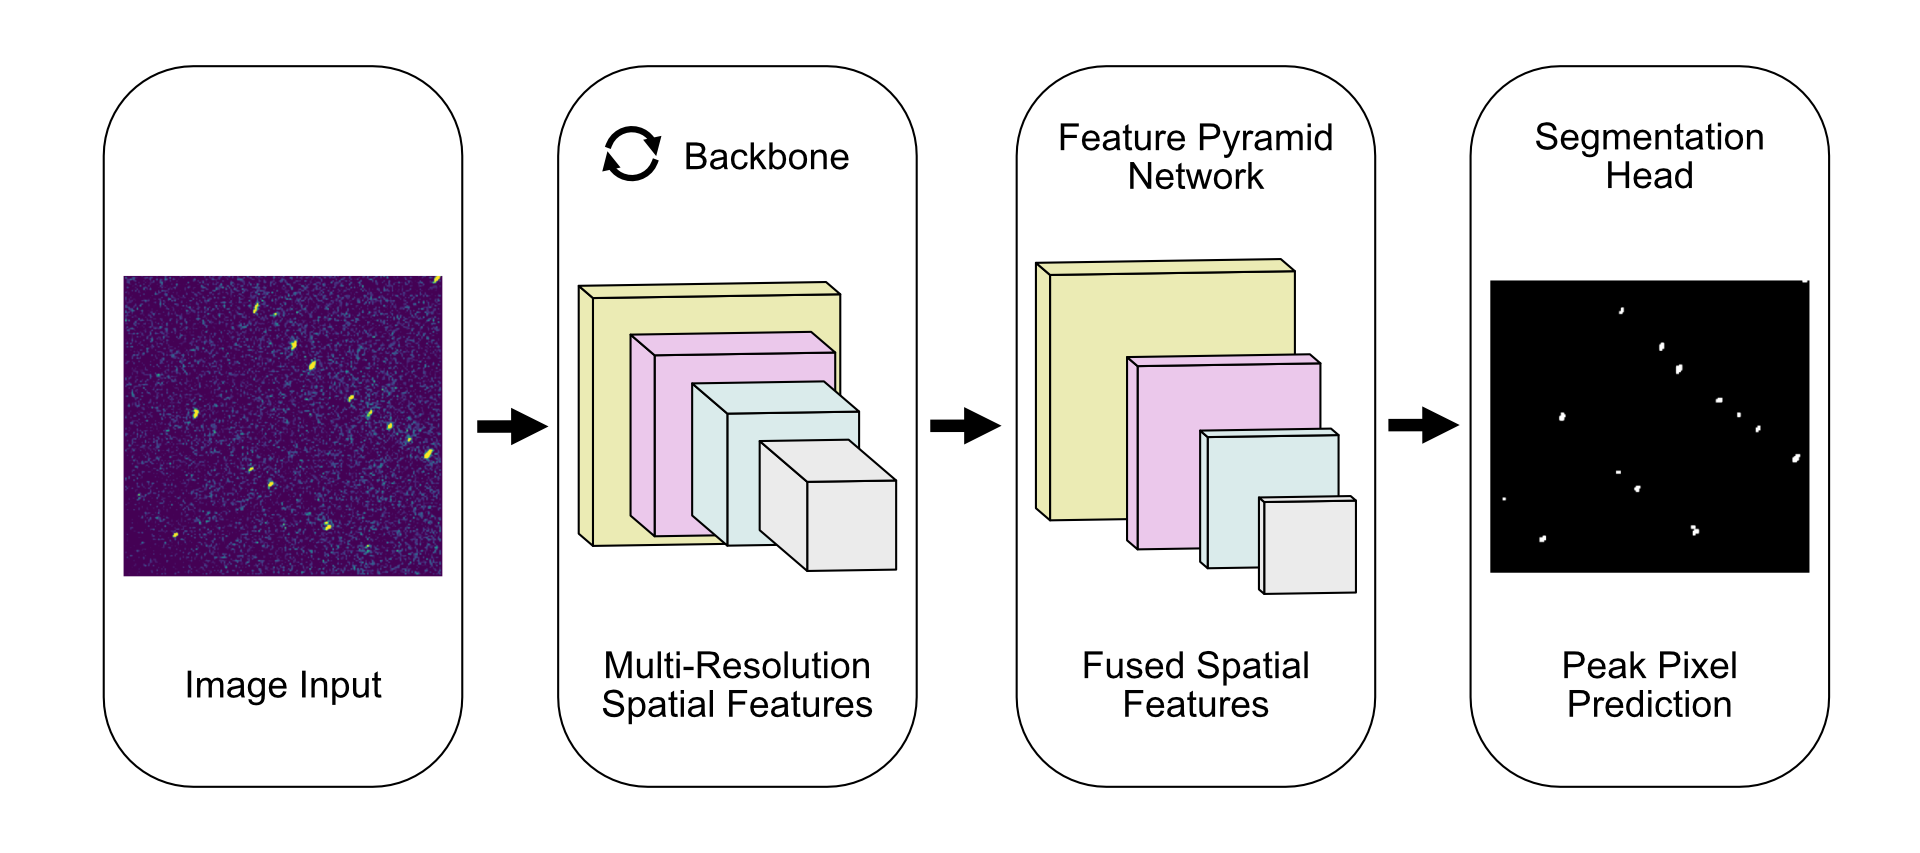 Image Input
Backbone
Multi-Resolution
Spatial Features
Feature Pyramid
Network
Fused Spatial
Features
Segmentation
Head
Peak Pixel
Prediction